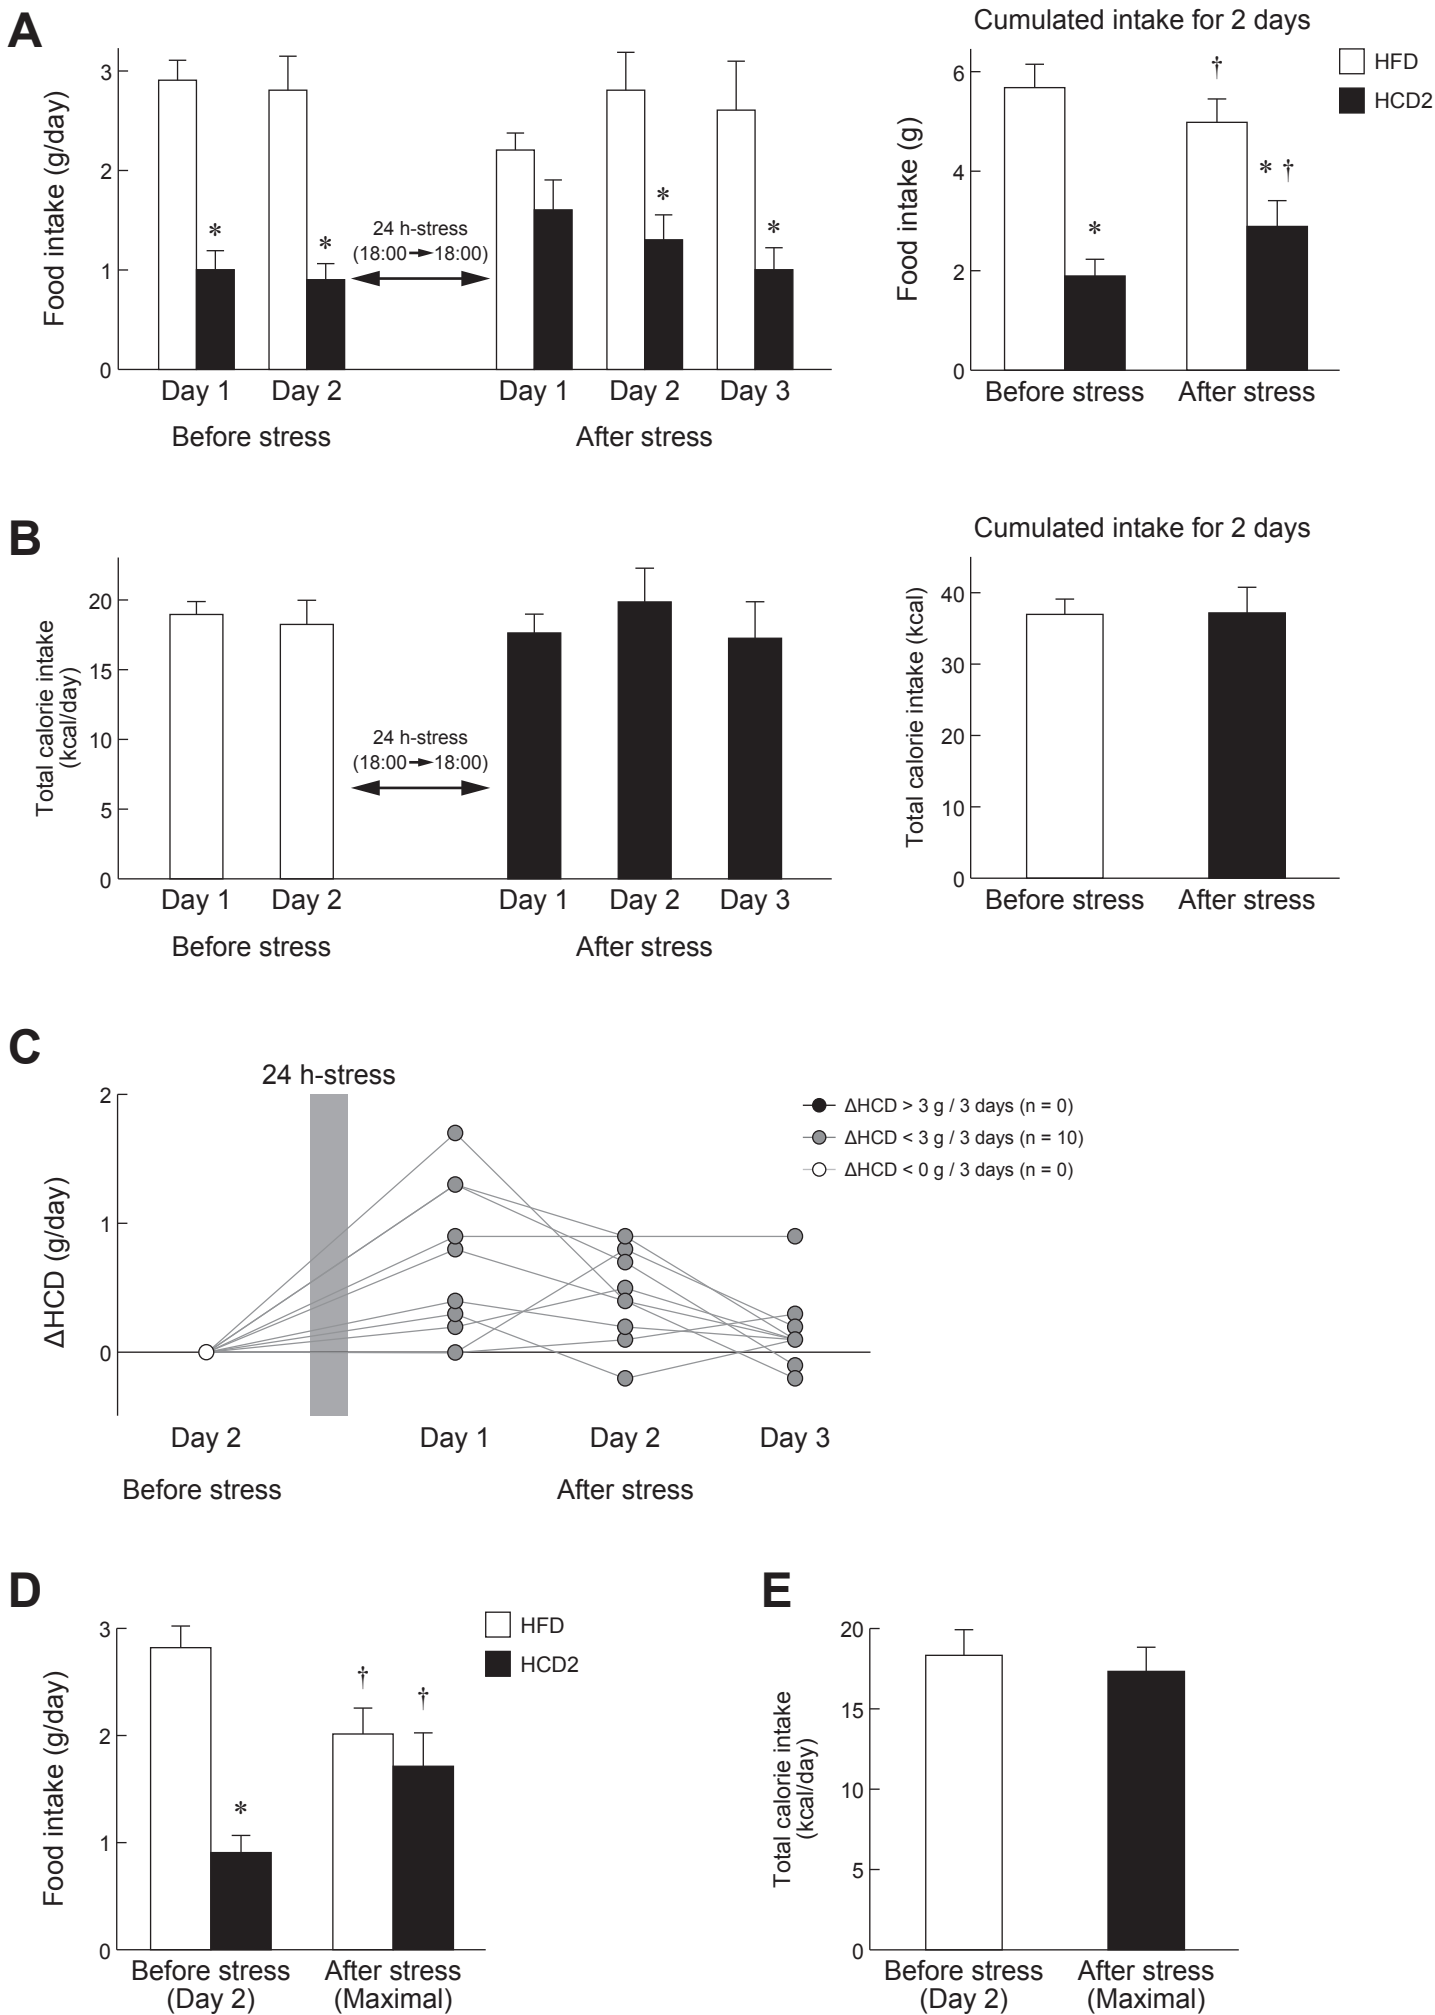 A
Food intake (g/day)
3
2
1
0
*
*
24 h-stress
(18:00→18:00)
*
*
Day 1
Day 2
Day 1
Day 2
Day 3
Before stress
After stress
Cumulated intake for 2 days
Food intake (g)
6
4
2
0
*
†
* †
HFD
HCD2
Before stress
After stress
B
Total calorie intake
(kcal/day)
20
15
10
5
0
24 h-stress
(18:00→18:00)
Day 1
Day 2
Day 1
Day 2
Day 3
Before stress
After stress
Cumulated intake for 2 days
Total calorie intake (kcal)
40
30
20
10
0
Before stress
After stress
C
24 h-stress
ΔHCD (g/day)
2
1
0
ΔHCD > 3 g / 3 days (n = 0)
ΔHCD < 3 g / 3 days (n = 10)
ΔHCD < 0 g / 3 days (n = 0)
Day 2
Day 1
Day 2
Day 3
Before stress
After stress
D
Food intake (g/day)
3
2
1
0
*
†
†
HFD
HCD2
Before stress
(Day 2)
After stress
(Maximal)
E
Total calorie intake
(kcal/day)
20
15
10
5
0
Before stress
(Day 2)
After stress
(Maximal)